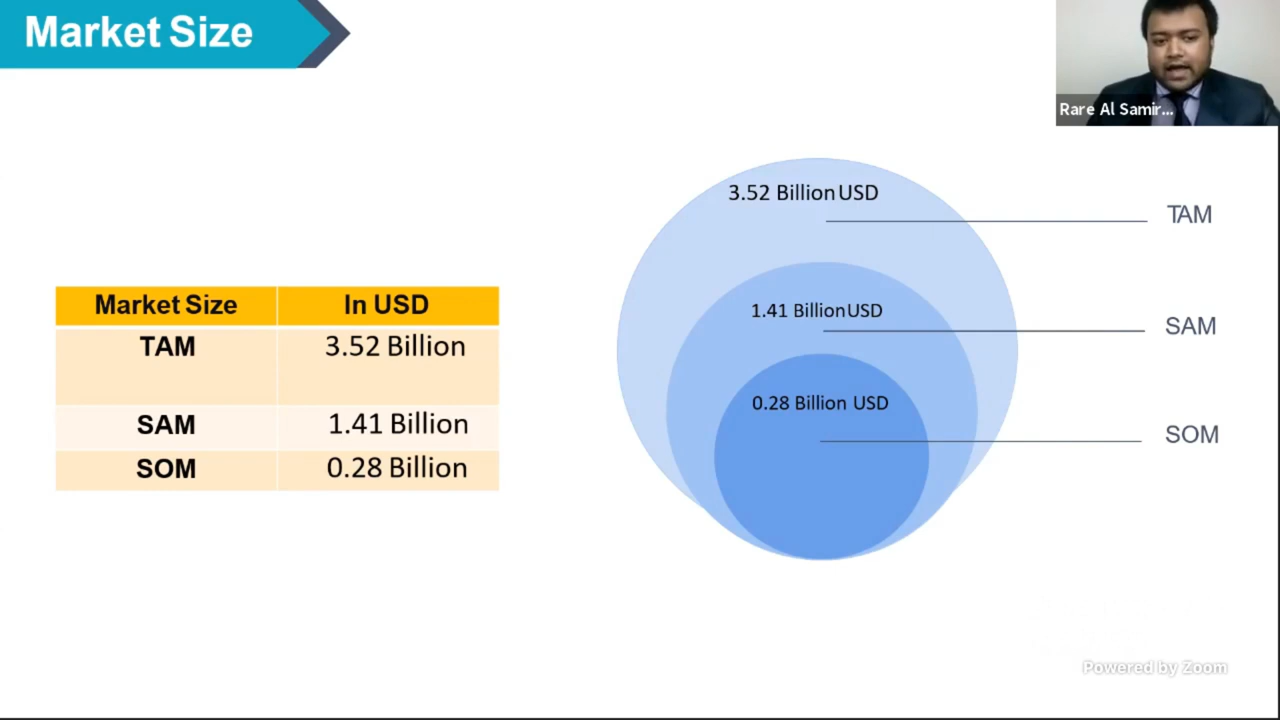 Market Size
Rare Al Samir...
3.52 Billion USD
TAM
1.41 Billion USD
SAM
0.28 Billion USD
SOM
Market Size In USD
TAM 3.52 Billion
SAM 1.41 Billion
SOM 0.28 Billion
Powered by Zoom